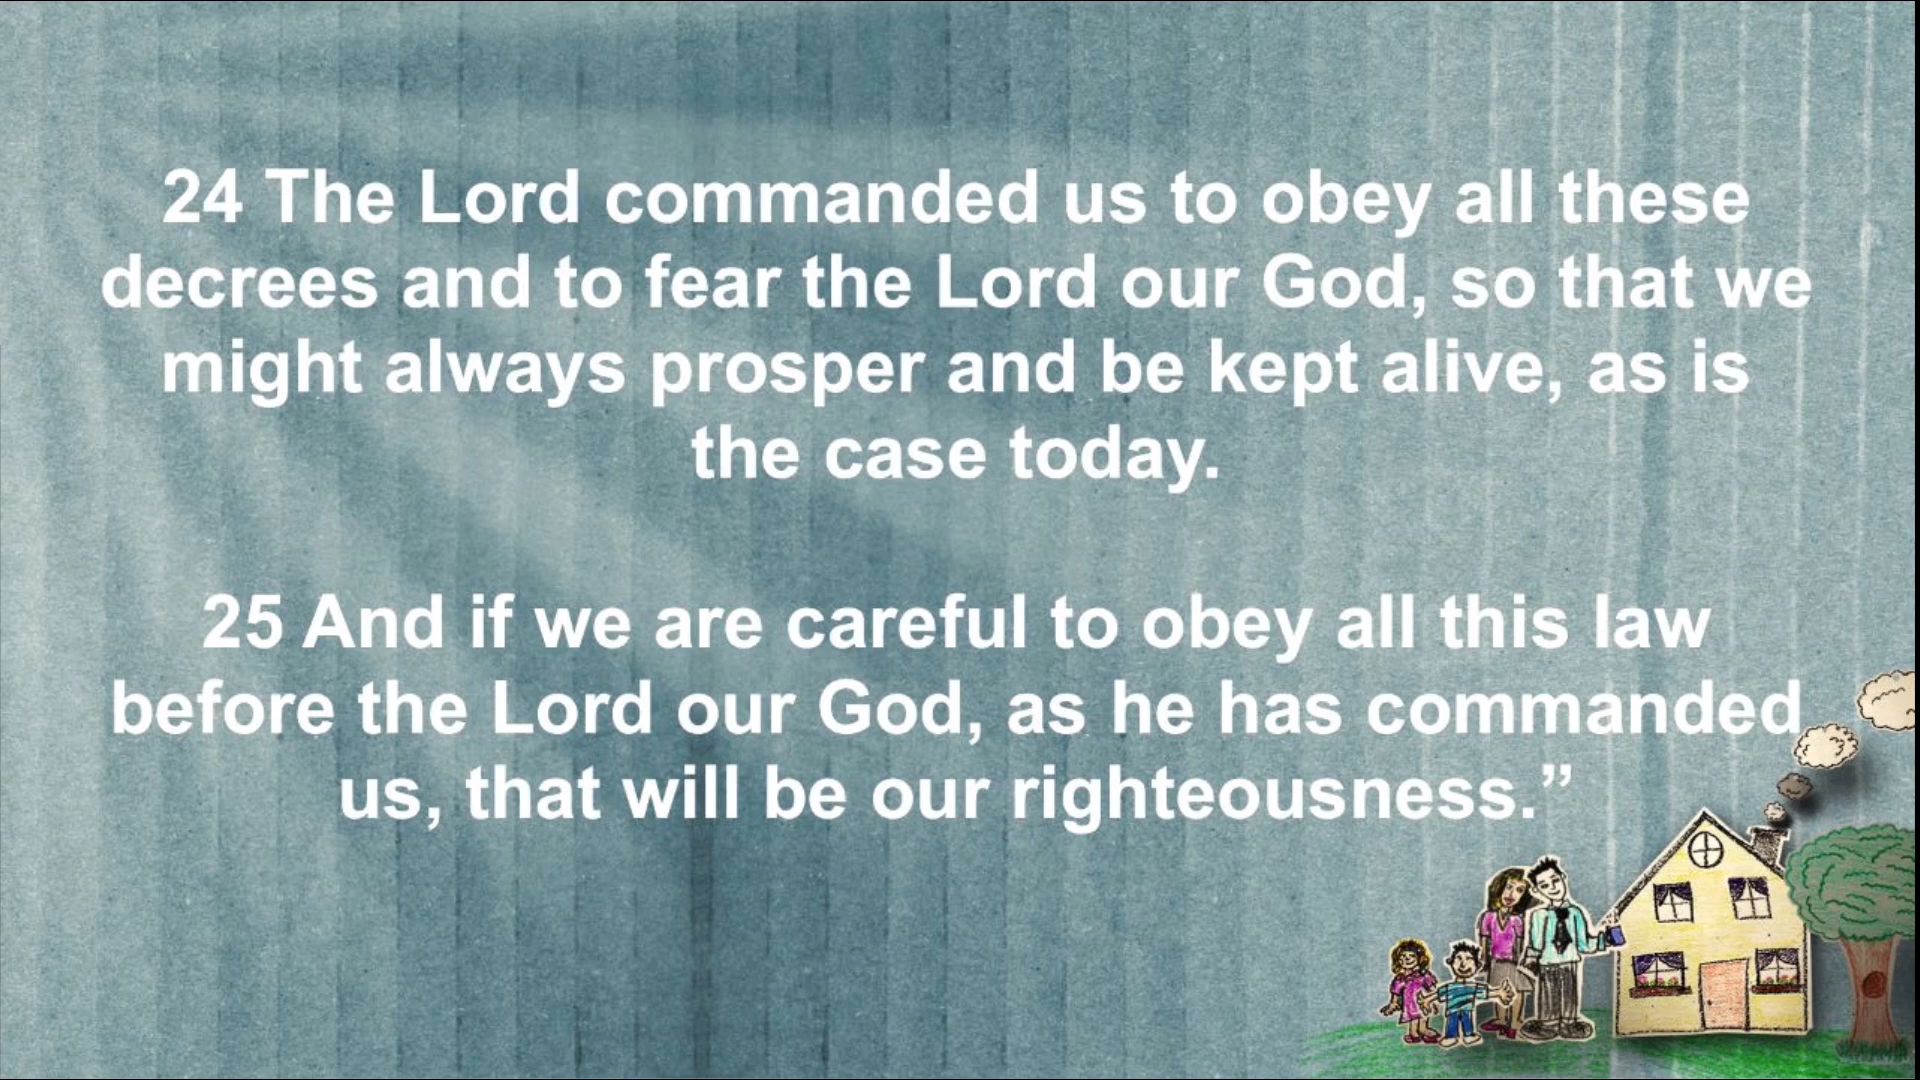 24 The Lord commanded us to obey all these
decrees and to fear the Lord our God, so that we
might always prosper and be kept alive, as is
the case today.
25 And if we are careful to obey all this law
before the Lord our God, as he has commanded
us, that will be our righteousness.”